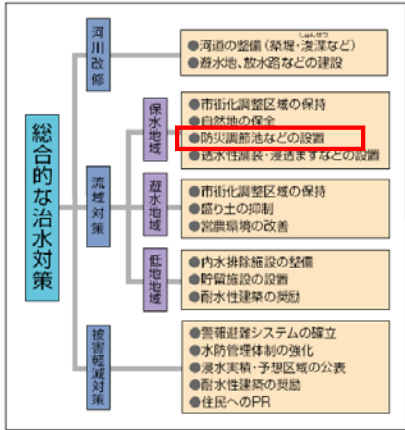 総合的な治水対策
河川改修
しゅんせつ
●河道の整備(築堤・浚渫など)
●遊水地、放水路などの建設
流域対策
保水地域
●市街化調整区域の保持
●自然地の保全
●防災調節池などの設置
●透水性舗装・浸透ますなどの設置
遊水地域
●市街化調整区域の保持
●盛り土の抑制
●営農環境の改善
低地地域
●内水排除施設の整備
●貯留施設の設置
●耐水性建築の奨励
被害軽減対策
●警報避難システムの確立
●水防管理体制の強化
●浸水実積・予想区域の公表
●耐水性建築の奨励
●住民へのPR